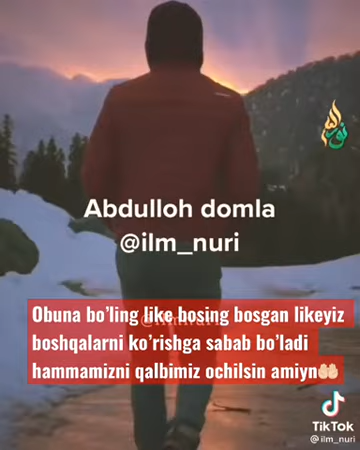 Abdulloh domla
@ilm_nuri
Obuna bo’ling like bosing bosgan likeyiz
boshqalarni ko’rishga sabab bo’ladi
hammamizni qalbimiz ochilsin amiyn🤲🏻
TikTok
@ilm_nuri